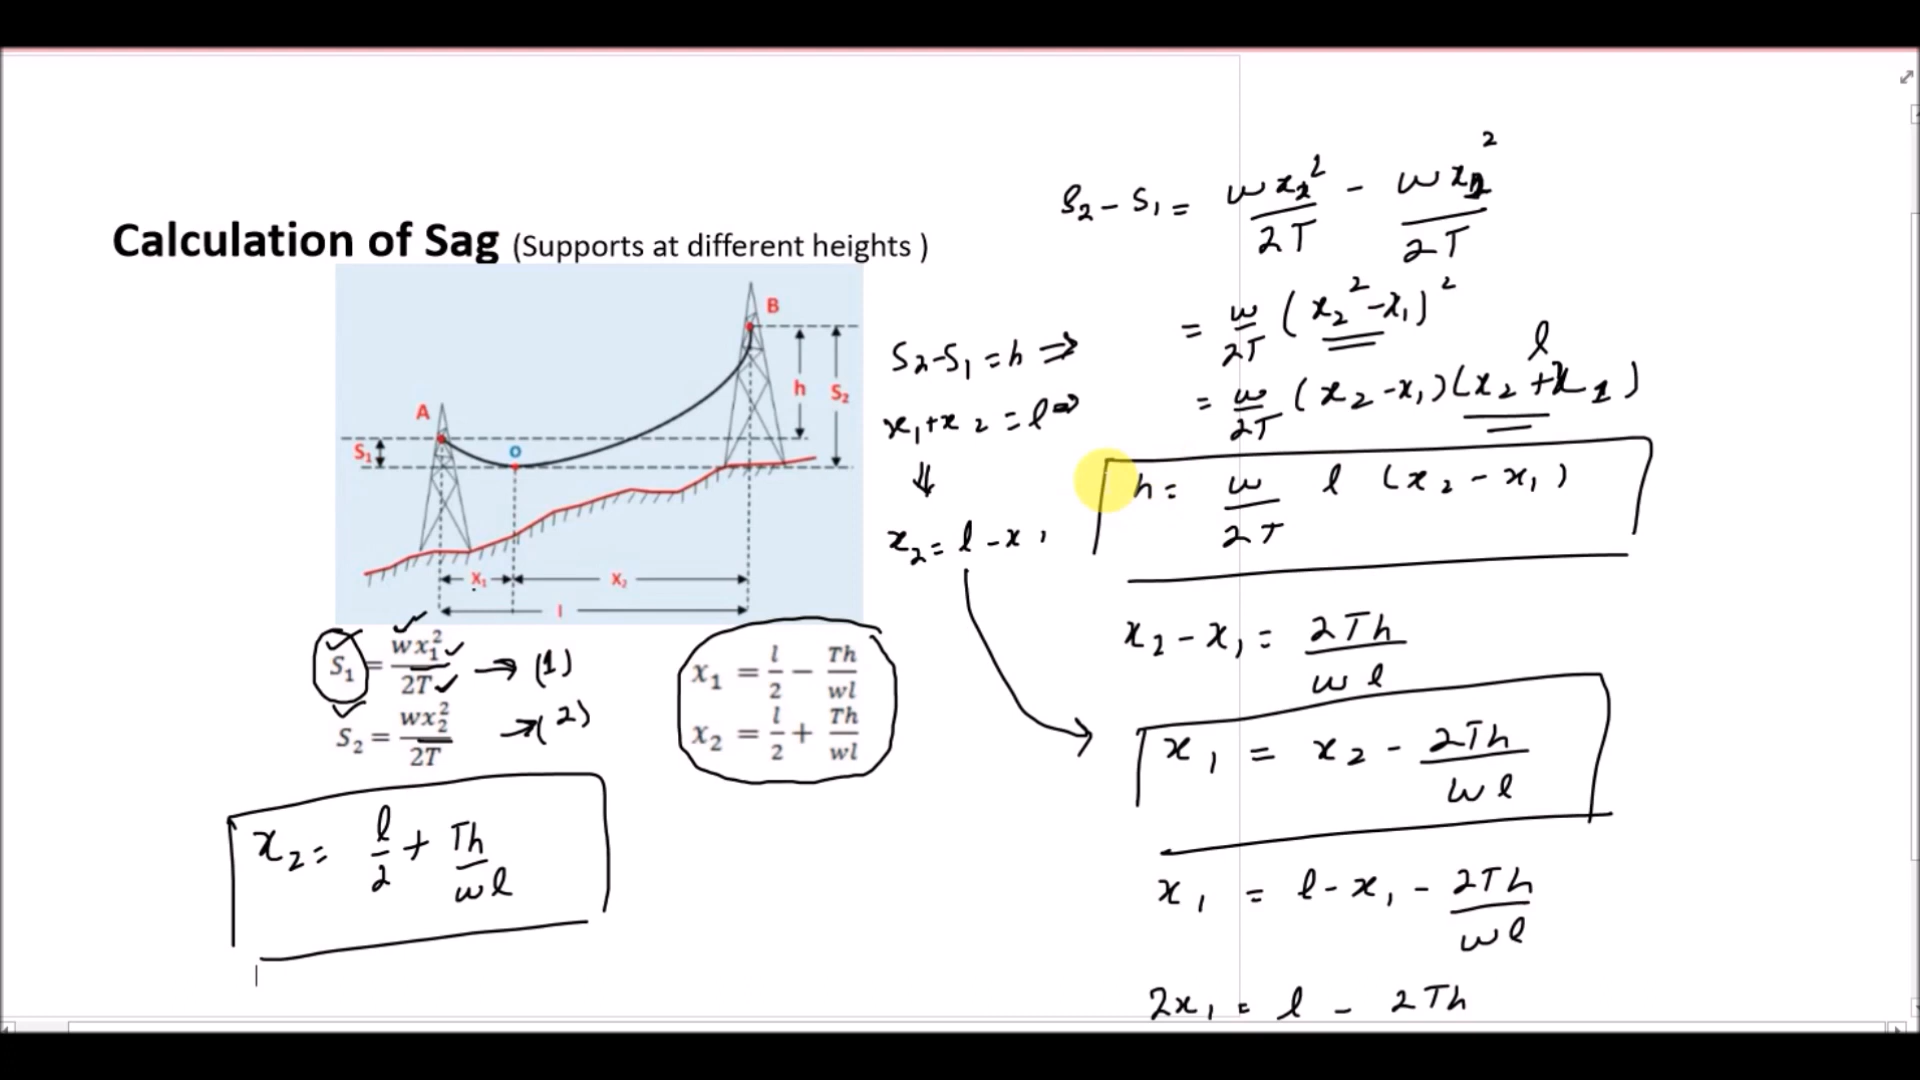 Calculation of Sag (Supports at different heights )
B
A
h
S₂
S₁
O
X₁
X₂
l
S₁ = wx₁²/2T → (1)
S₂ = wx₂²/2T → (2)
x₁ = l/2 − Th/wl
x₂ = l/2 + Th/wl
x₂ = l/2 + Th/wl
S₂-S₁ = h ⇒
x₁+x₂ = l ⇒
⇓
x₂ = l - x₁
S₂ - S₁ = wx₂²/2T - wx₁²/2T
= w/2T (x₂² - x₁)²
l
= w/2T (x₂ - x₁)(x₂ + x₁)
h = w/2T l (x₂ - x₁)
x₂ - x₁ = 2Th/wl
x₁ = x₂ - 2Th/wl
x₁ = l - x₁ - 2Th/wl
2x₁ = l - 2Th